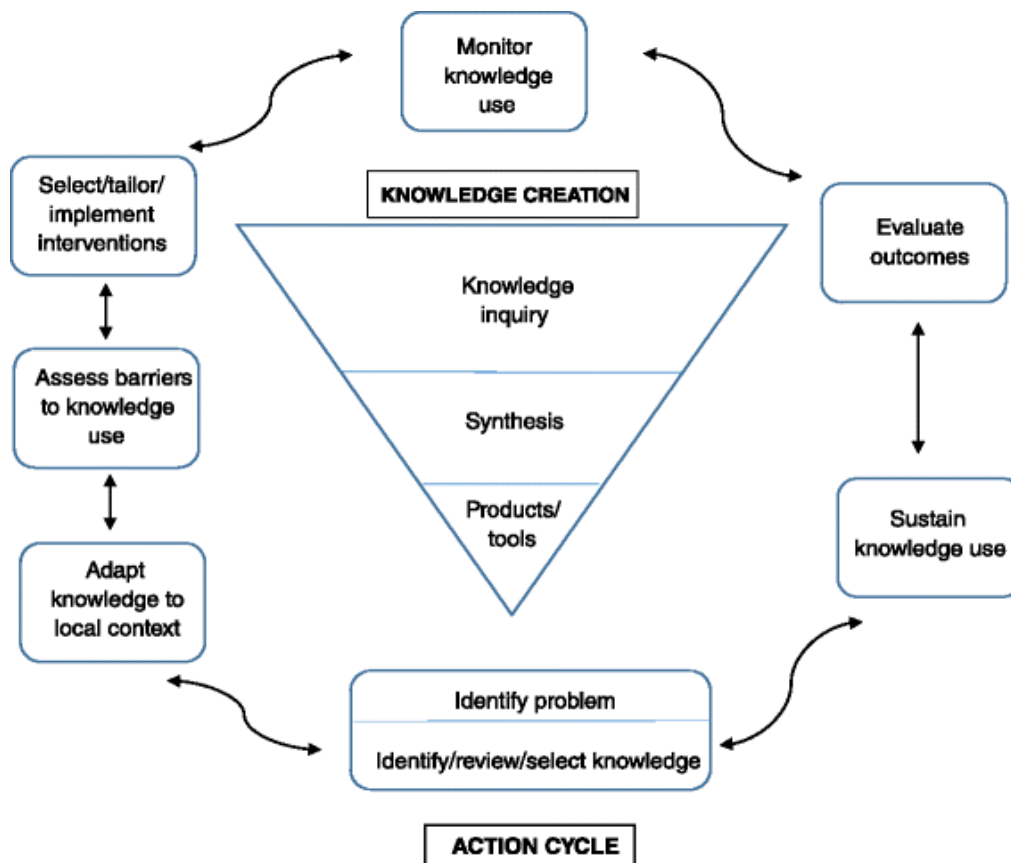 Monitor
knowledge
use
Select/tailor/
implement
interventions
KNOWLEDGE CREATION
Evaluate
outcomes
Knowledge
inquiry
Assess barriers
to knowledge
use
Synthesis
Products/
tools
Sustain
knowledge use
Adapt
knowledge to
local context
Identify problem
Identify/review/select knowledge
ACTION CYCLE